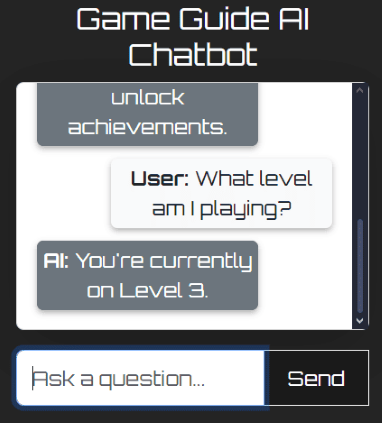 Game Guide AI
Chatbot
unlock
achievements.
User: What level
am I playing?
AI: You're currently
on Level 3.
Ask a question...
Send